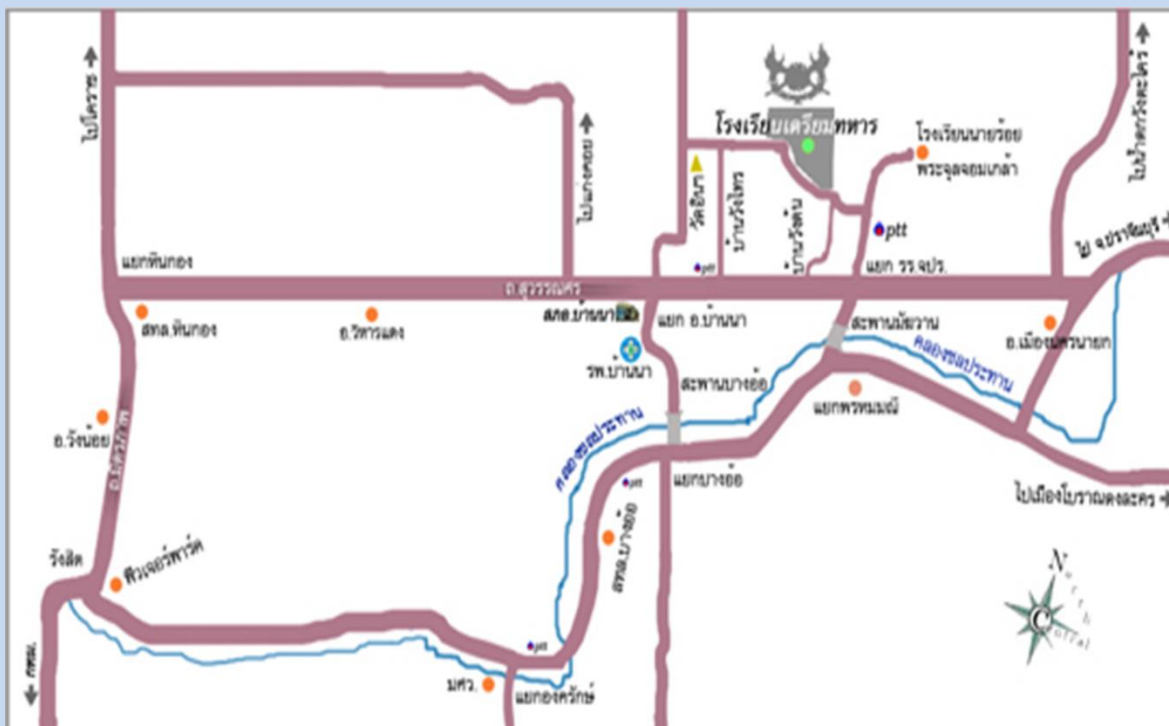 ไปโคราช
ไปแก่งคอย
โรงเรียนเตรียมทหาร
โรงเรียนนายร้อย
พระจุลจอมเกล้า
วัดอินา
บ้านวังไทร
บ้านวังต้น
ptt
ptt
ไปน้ำตกวังตะไคร้
ไป จ.ปราจีนบุรี
แยกหินกอง
แยก รร.จปร.
ถ.สุวรรณศร
สทล.หินกอง
อ.วิหารแดง
สภอ.บ้านนา
แยก อ.บ้านนา
สะพานมัฆวาน
อ.เมืองนครนายก
คลองชลประทาน
รพ.บ้านนา
สะพานบางอ้อ
แยกพรหมมณี
อ.วังน้อย
คลองชลประทาน
แยกบางอ้อ
ptt
ไปเมืองโบราณดงละคร
สทล.บางอ้อ
รังสิต
ฟิวเจอร์พาร์ค
North
C
ptt
กทม.
มศว.
แยกองครักษ์